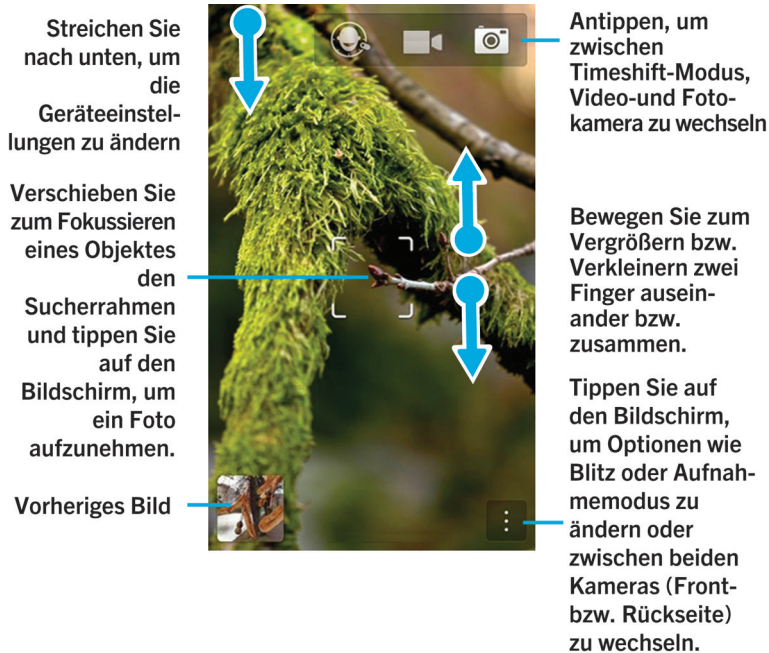 Streichen Sie
nach unten, um
die
Geräteeinstel-
lungen zu ändern
Verschieben Sie
zum Fokussieren
eines Objektes
den
Sucherrahmen
und tippen Sie
auf den
Bildschirm, um
ein Foto
aufzunehmen.
Vorheriges Bild
Antippen, um
zwischen
Timeshift-Modus,
Video-und Foto-
kamera zu wechseln
Bewegen Sie zum
Vergrößern bzw.
Verkleinern zwei
Finger ausein-
ander bzw.
zusammen.
Tippen Sie auf
den Bildschirm,
um Optionen wie
Blitz oder Aufnah-
memodus zu
ändern oder
zwischen beiden
Kameras (Front-
bzw. Rückseite)
zu wechseln.